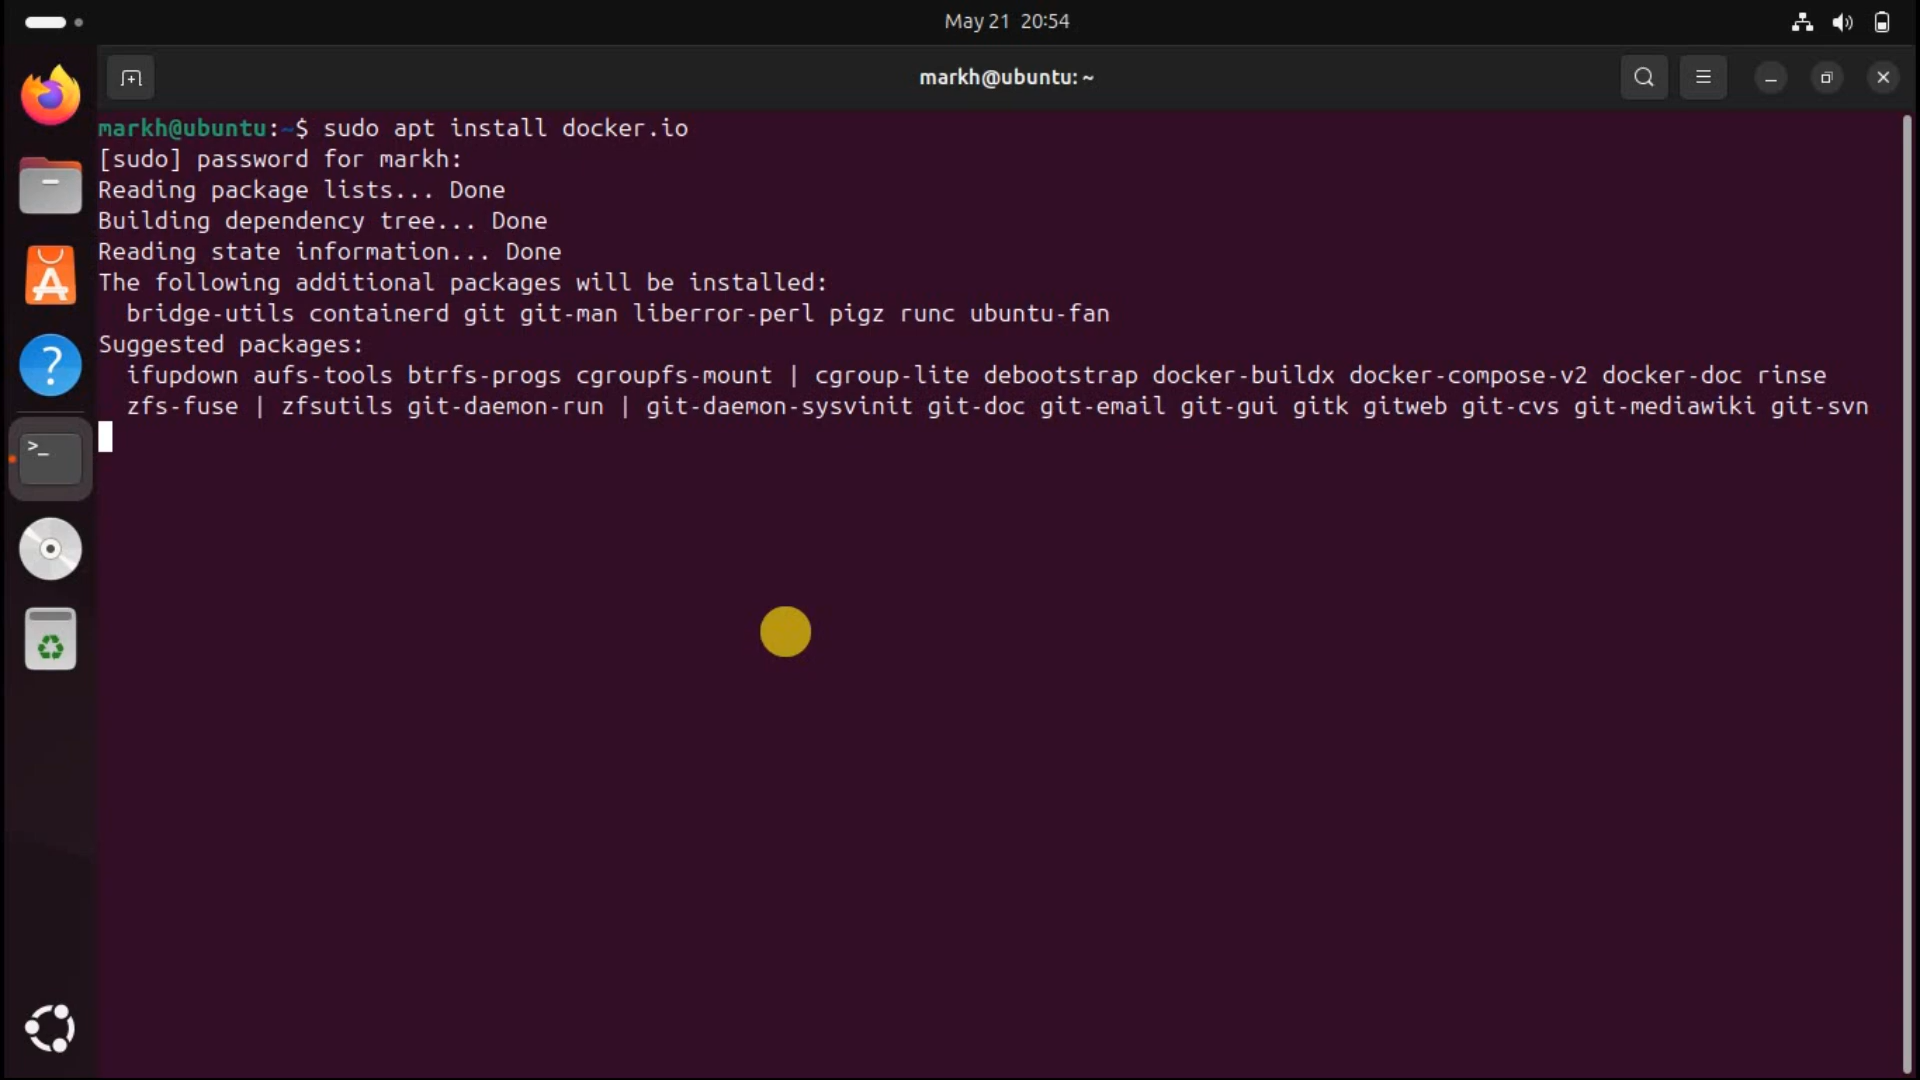 May 21 20:54
markh@ubuntu: ~
markh@ubuntu:~$ sudo apt install docker.io
[sudo] password for markh:
Reading package lists... Done
Building dependency tree... Done
Reading state information... Done
The following additional packages will be installed:
  bridge-utils containerd git git-man liberror-perl pigz runc ubuntu-fan
Suggested packages:
  ifupdown aufs-tools btrfs-progs cgroupfs-mount | cgroup-lite debootstrap docker-buildx docker-compose-v2 docker-doc rinse
  zfs-fuse | zfsutils git-daemon-run | git-daemon-sysvinit git-doc git-email git-gui gitk gitweb git-cvs git-mediawiki git-svn